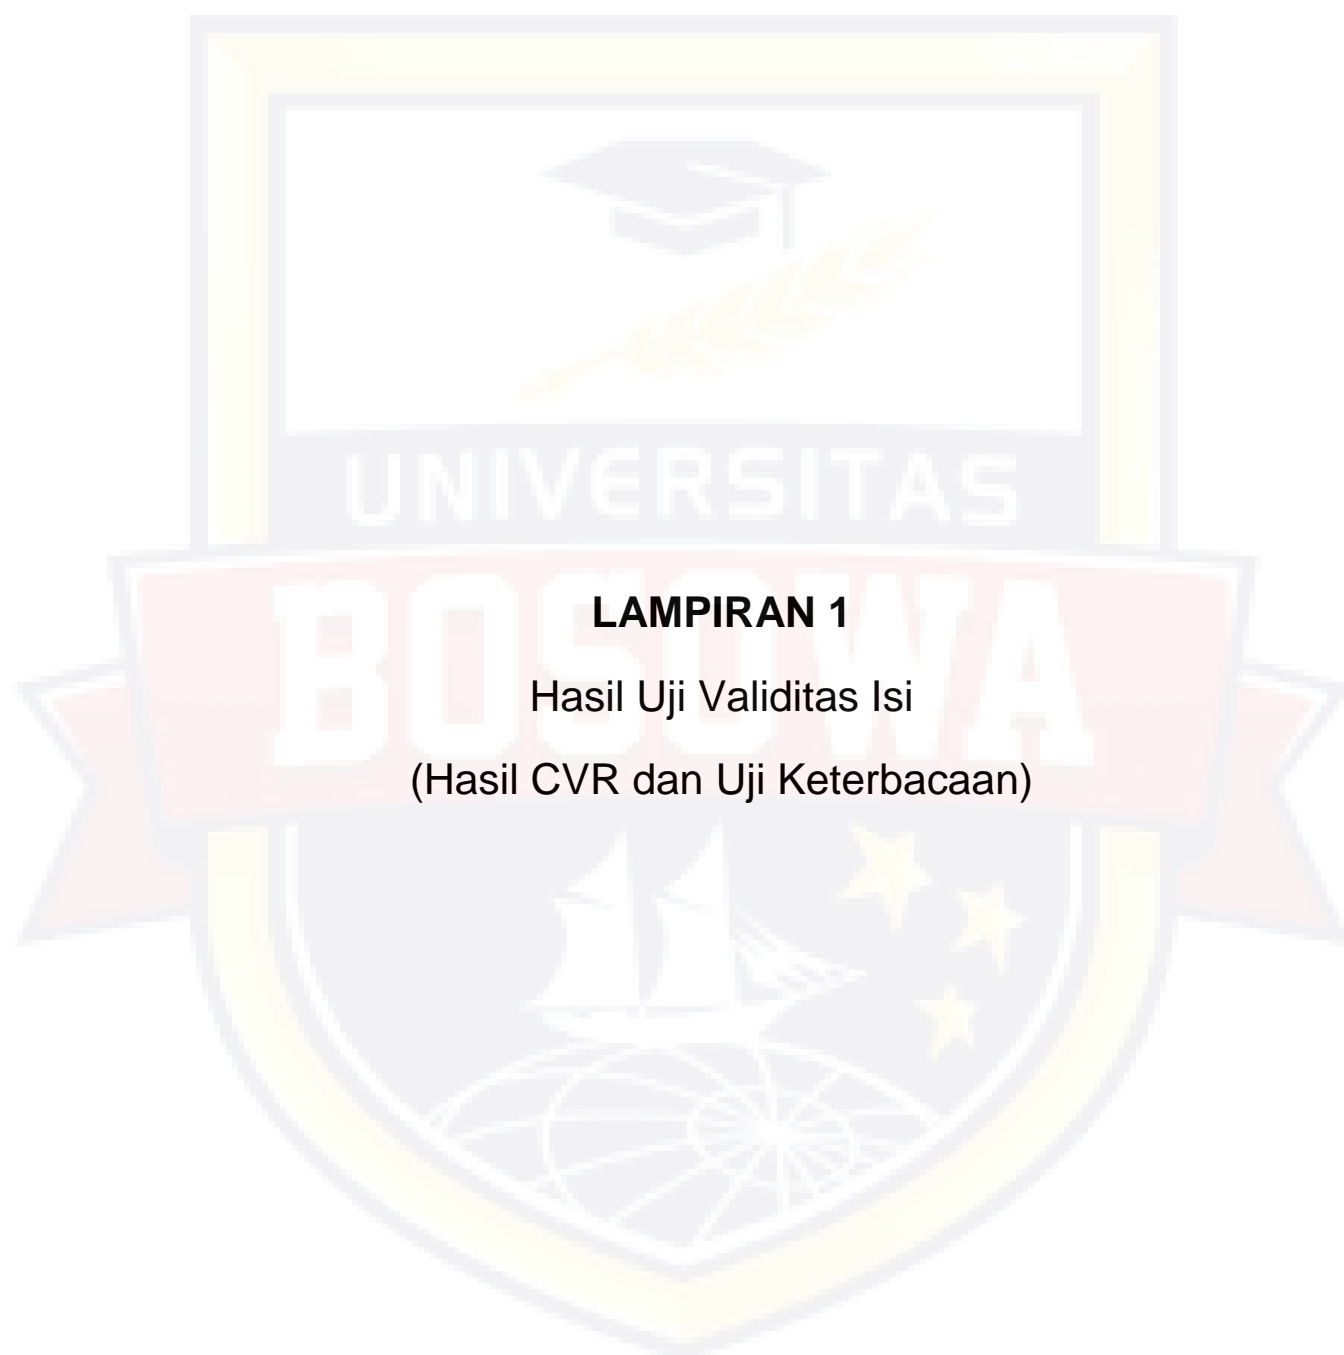 UNIVERSITAS
BOSOWA
LAMPIRAN 1
Hasil Uji Validitas Isi
(Hasil CVR dan Uji Keterbacaan)